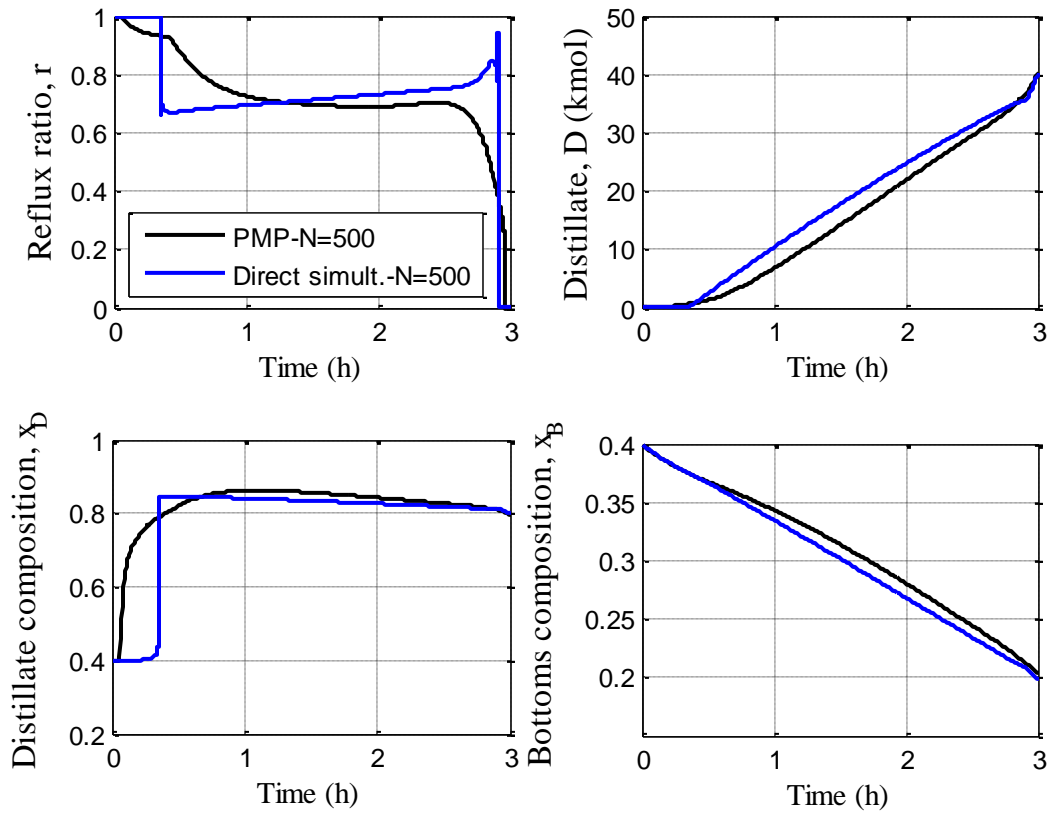 Reflux ratio, r
1
0.8
0.6
0.4
0.2
0
PMP-N=500
Direct simult.-N=500
0 1 2 3
Time (h)
Distillate, D (kmol)
50
40
30
20
10
0
0 1 2 3
Time (h)
Distillate composition, x_D
1
0.8
0.6
0.4
0.2
0 1 2 3
Time (h)
Bottoms composition, x_B
0.4
0.35
0.3
0.25
0.2
0 1 2 3
Time (h)